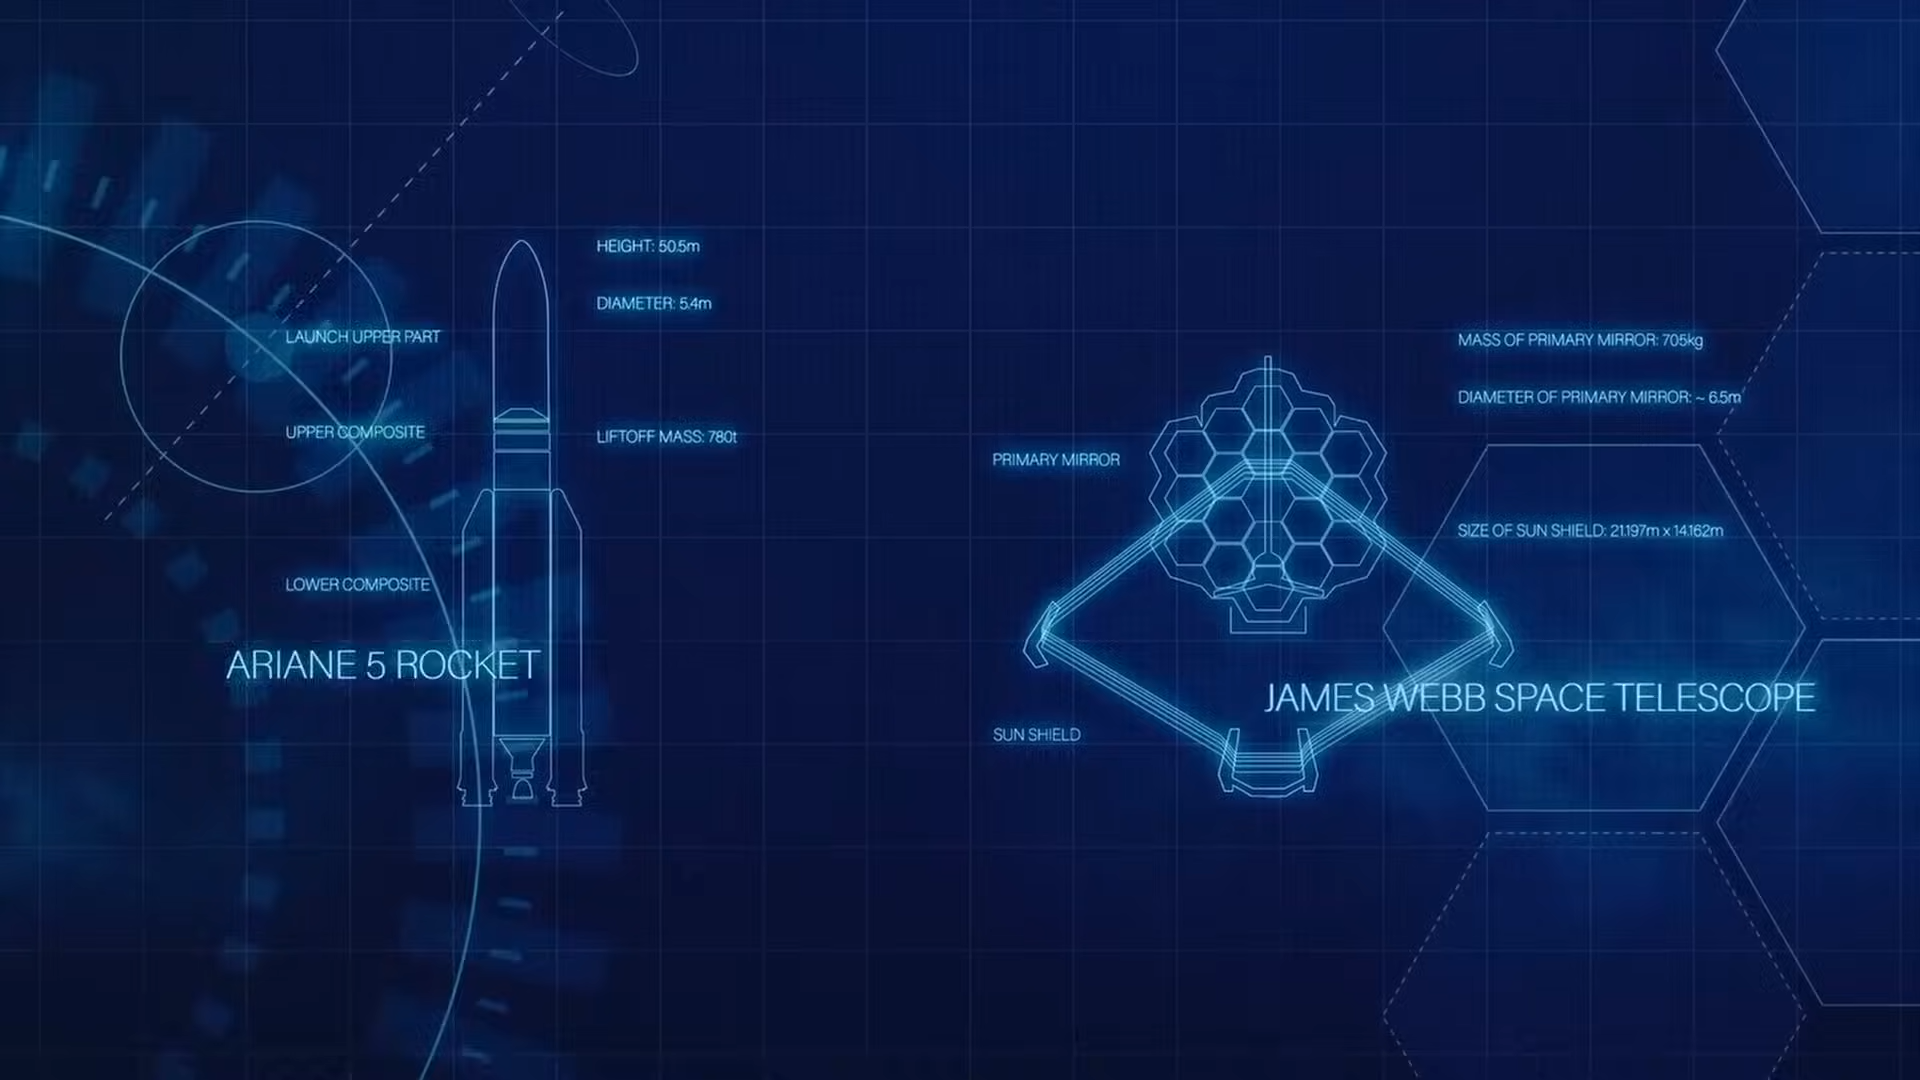 HEIGHT: 50.5m
DIAMETER: 5.4m
LAUNCH UPPER PART
UPPER COMPOSITE
LIFTOFF MASS: 780t
LOWER COMPOSITE
ARIANE 5 ROCKET
MASS OF PRIMARY MIRROR: 705kg
DIAMETER OF PRIMARY MIRROR: ~ 6.5m
PRIMARY MIRROR
SIZE OF SUN SHIELD: 21.197m x 14.162m
JAMES WEBB SPACE TELESCOPE
SUN SHIELD